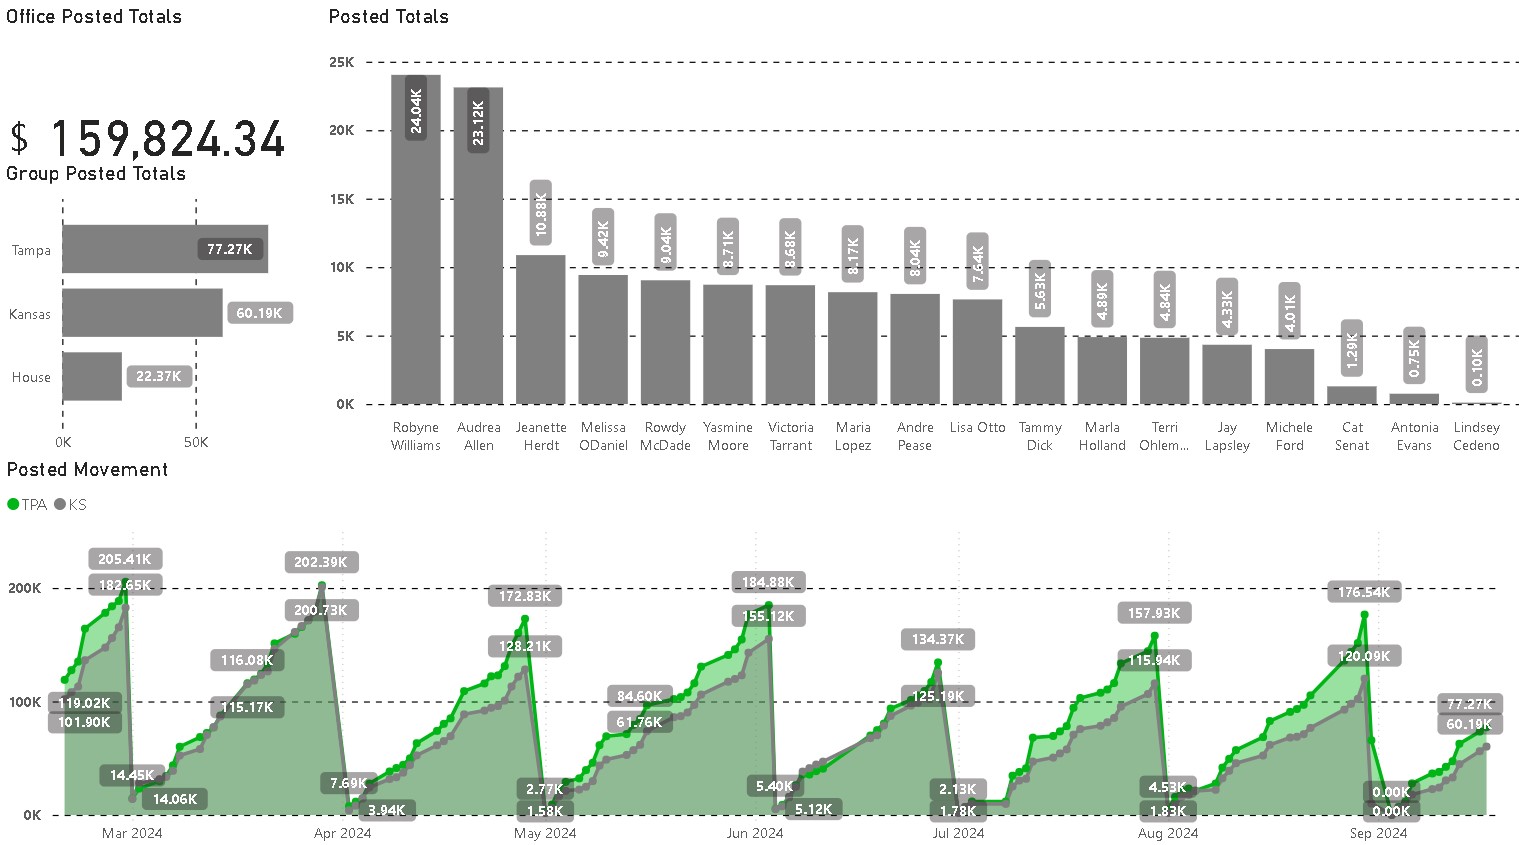 Office Posted Totals
$ 159,824.34
Group Posted Totals
Tampa
77.27K
Kansas
60.19K
House
22.37K
0K 50K
Posted Totals
25K
20K
15K
10K
5K
0K
24.04K
23.12K
10.88K
9.42K
9.04K
8.71K
8.68K
8.17K
8.04K
7.64K
5.63K
4.89K
4.84K
4.33K
4.01K
1.29K
0.75K
0.10K
Robyne
Williams
Audrea
Allen
Jeanette
Herdt
Melissa
ODaniel
Rowdy
McDade
Yasmine
Moore
Victoria
Tarrant
Maria
Lopez
Andre
Pease
Lisa Otto
Tammy
Dick
Marla
Holland
Terri
Ohlem...
Jay
Lapsley
Michele
Ford
Cat
Senat
Antonia
Evans
Lindsey
Cedeno
Posted Movement
TPA KS
200K
100K
0K
119.02K
101.90K
205.41K
182.65K
14.45K
14.06K
116.08K
115.17K
202.39K
200.73K
7.69K
3.94K
172.83K
128.21K
2.77K
1.58K
84.60K
61.76K
184.88K
155.12K
5.40K
5.12K
134.37K
125.19K
2.13K
1.78K
157.93K
115.94K
4.53K
1.83K
176.54K
120.09K
0.00K
0.00K
77.27K
60.19K
Mar 2024 Apr 2024 May 2024 Jun 2024 Jul 2024 Aug 2024 Sep 2024